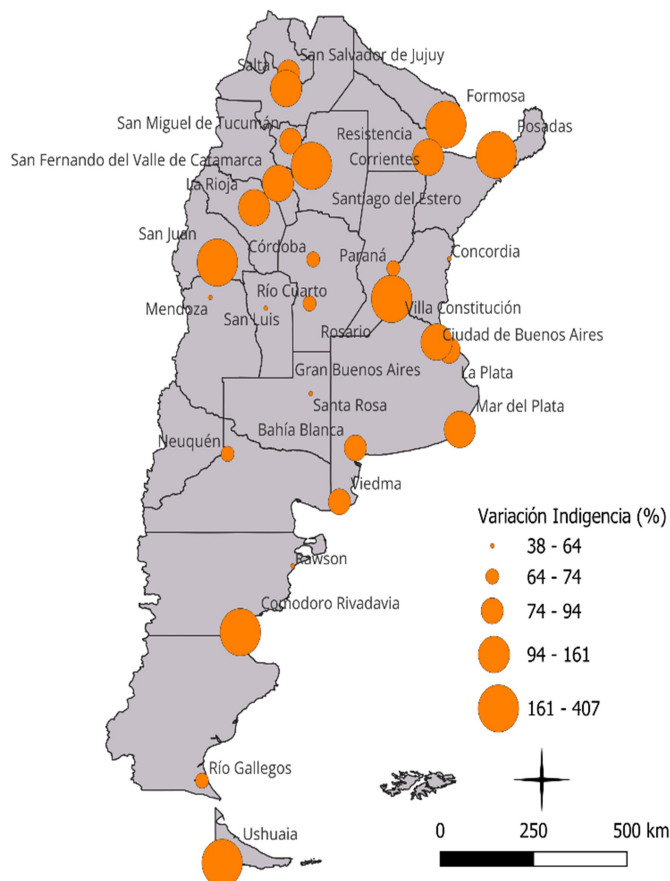 San Salvador de Jujuy
Salta
Formosa
San Miguel de Tucumán
Posadas
Resistencia
San Fernando del Valle de Catamarca
Corrientes
La Rioja
Santiago del Estero
San Juan
Córdoba
Paraná
Concordia
Río Cuarto
Mendoza
Villa Constitución
San Luis
Rosario
Ciudad de Buenos Aires
Gran Buenos Aires
La Plata
Santa Rosa
Mar del Plata
Bahía Blanca
Neuquén
Viedma
Variación Indigencia (%)
38 - 64
Rawson
64 - 74
Comodoro Rivadavia
74 - 94
94 - 161
161 - 407
Río Gallegos
Ushuaia
0 250 500 km